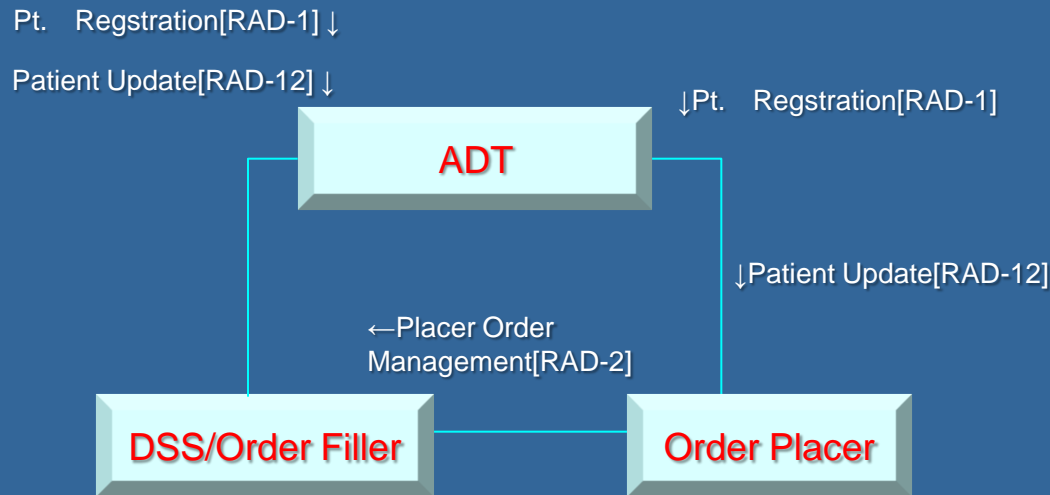 Pt. Regstration[RAD-1]↓
Patient Update[RAD-12]↓
↓Pt. Regstration[RAD-1]
ADT
↓Patient Update[RAD-12]
←Placer Order
Management[RAD-2]
DSS/Order Filler
Order Placer